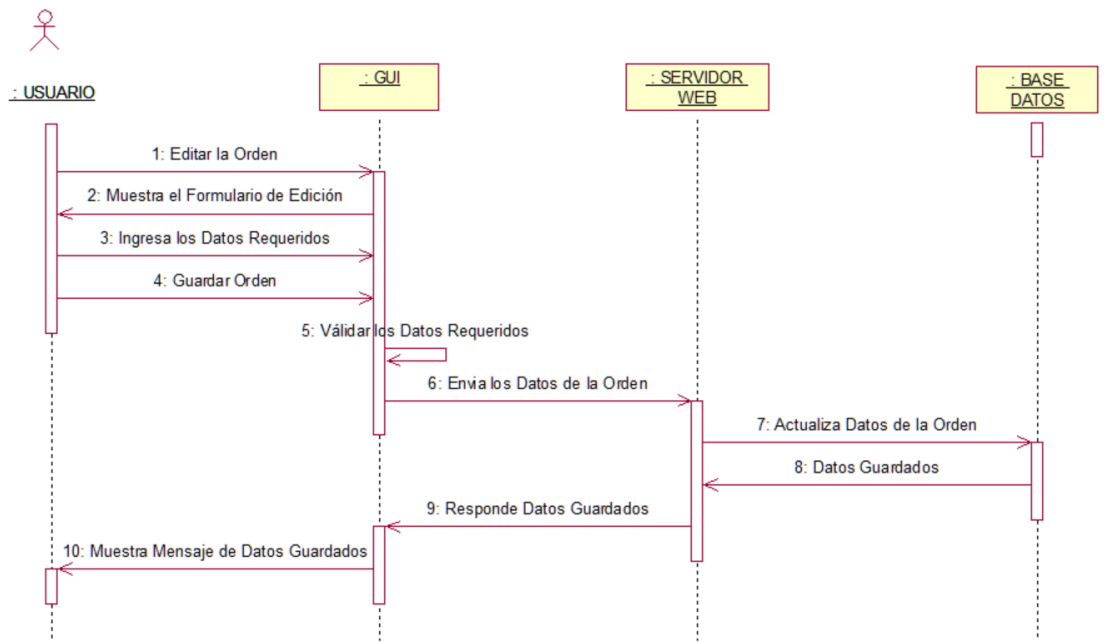 : USUARIO
: GUI
: SERVIDOR
WEB
: BASE
DATOS
1: Editar la Orden
2: Muestra el Formulario de Edición
3: Ingresa los Datos Requeridos
4: Guardar Orden
5: Válidar los Datos Requeridos
6: Envia los Datos de la Orden
7: Actualiza Datos de la Orden
8: Datos Guardados
9: Responde Datos Guardados
10: Muestra Mensaje de Datos Guardados